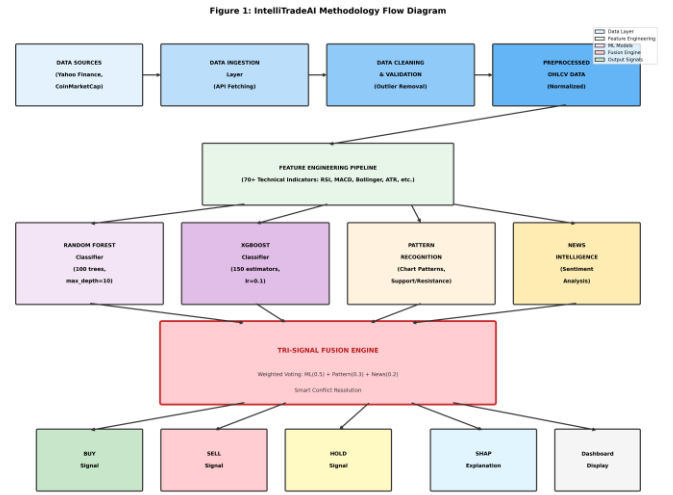 Figure 1: IntelliTradeAI Methodology Flow Diagram
Data Layer
Feature Engineering
ML Models
Fusion Engine
Output Signals
DATA SOURCES
(Yahoo Finance,
CoinMarketCap)
DATA INGESTION
Layer
(API Fetching)
DATA CLEANING
& VALIDATION
(Outlier Removal)
PREPROCESSED
OHLCV DATA
(Normalized)
FEATURE ENGINEERING PIPELINE
(70+ Technical Indicators: RSI, MACD, Bollinger, ATR, etc.)
RANDOM FOREST
Classifier
(100 trees,
max_depth=10)
XGBOOST
Classifier
(150 estimators,
lr=0.1)
PATTERN
RECOGNITION
(Chart Patterns,
Support/Resistance)
NEWS
INTELLIGENCE
(Sentiment
Analysis)
TRI-SIGNAL FUSION ENGINE
Weighted Voting: ML(0.5) + Pattern(0.3) + News(0.2)
Smart Conflict Resolution
BUY
Signal
SELL
Signal
HOLD
Signal
SHAP
Explanation
Dashboard
Display